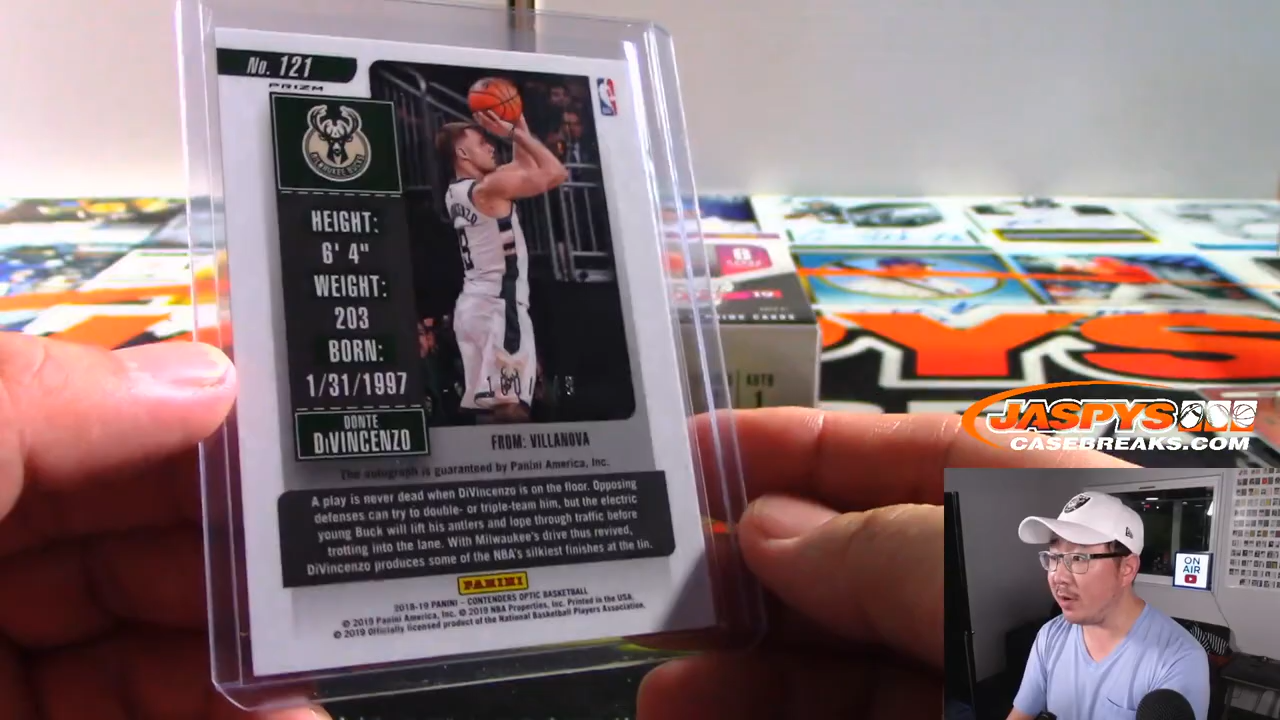 No. 121
PRIZM
MILWAUKEE BUCKS
HEIGHT:
6' 4"
WEIGHT:
203
BORN:
1/31/1997
DONTE
DiVINCENZO
FROM: VILLANOVA
The autograph is guaranteed by Panini America, Inc.
A play is never dead when DiVincenzo is on the floor. Opposing
defenses can try to double- or triple-team him, but the electric
young Buck will lift his antlers and lope through traffic before
trotting into the lane. With Milwaukee's drive thus revived,
DiVincenzo produces some of the NBA's silkiest finishes at the tin.
PANINI
2018-19 PANINI – CONTENDERS OPTIC BASKETBALL
© 2019 Panini America, Inc. © 2019 NBA Properties, Inc. Printed in the USA.
© 2019 Officially licensed product of the National Basketball Players Association.
AUTO
1
JASPYS
CASEBREAKS.COM
ON
AIR